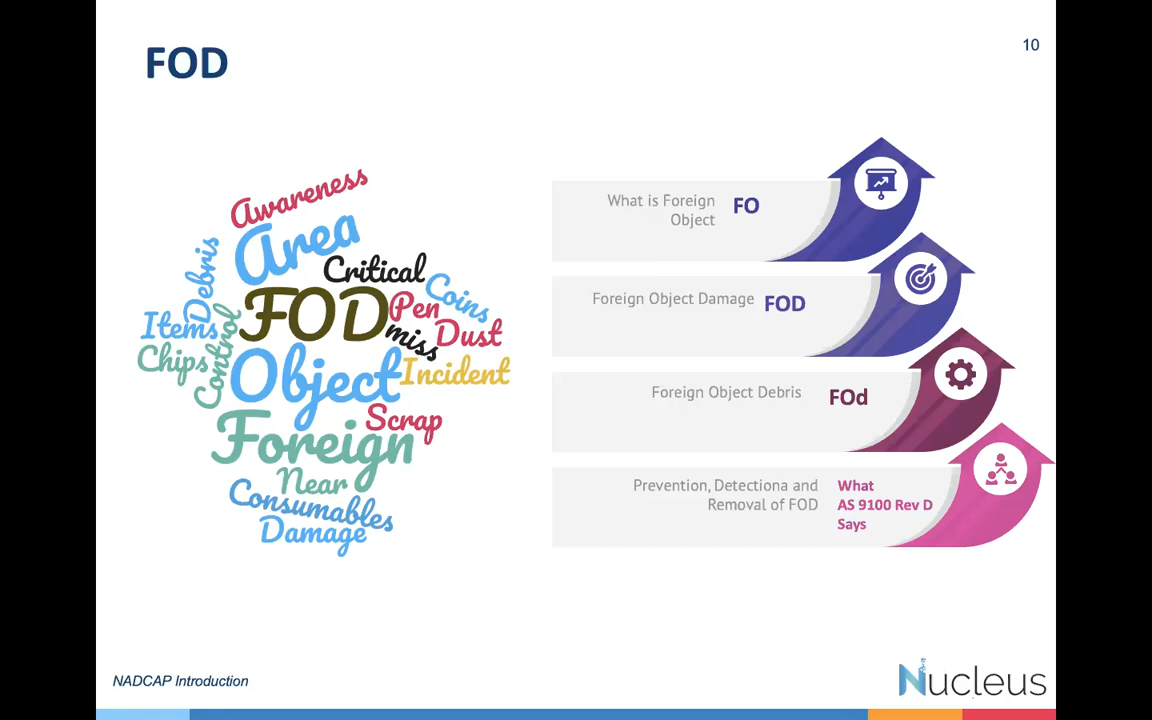 FOD
10
Awareness
Area
Debris
Critical
Coins
FOD
Pen
Items
miss
Dust
Chips
Control
Object
Incident
Scrap
Foreign
Near
Consumables
Damage
What is Foreign
Object
FO
Foreign Object Damage FOD
Foreign Object Debris FOd
Prevention, Detectiona and
Removal of FOD
What
AS 9100 Rev D
Says
NADCAP Introduction
Nucleus